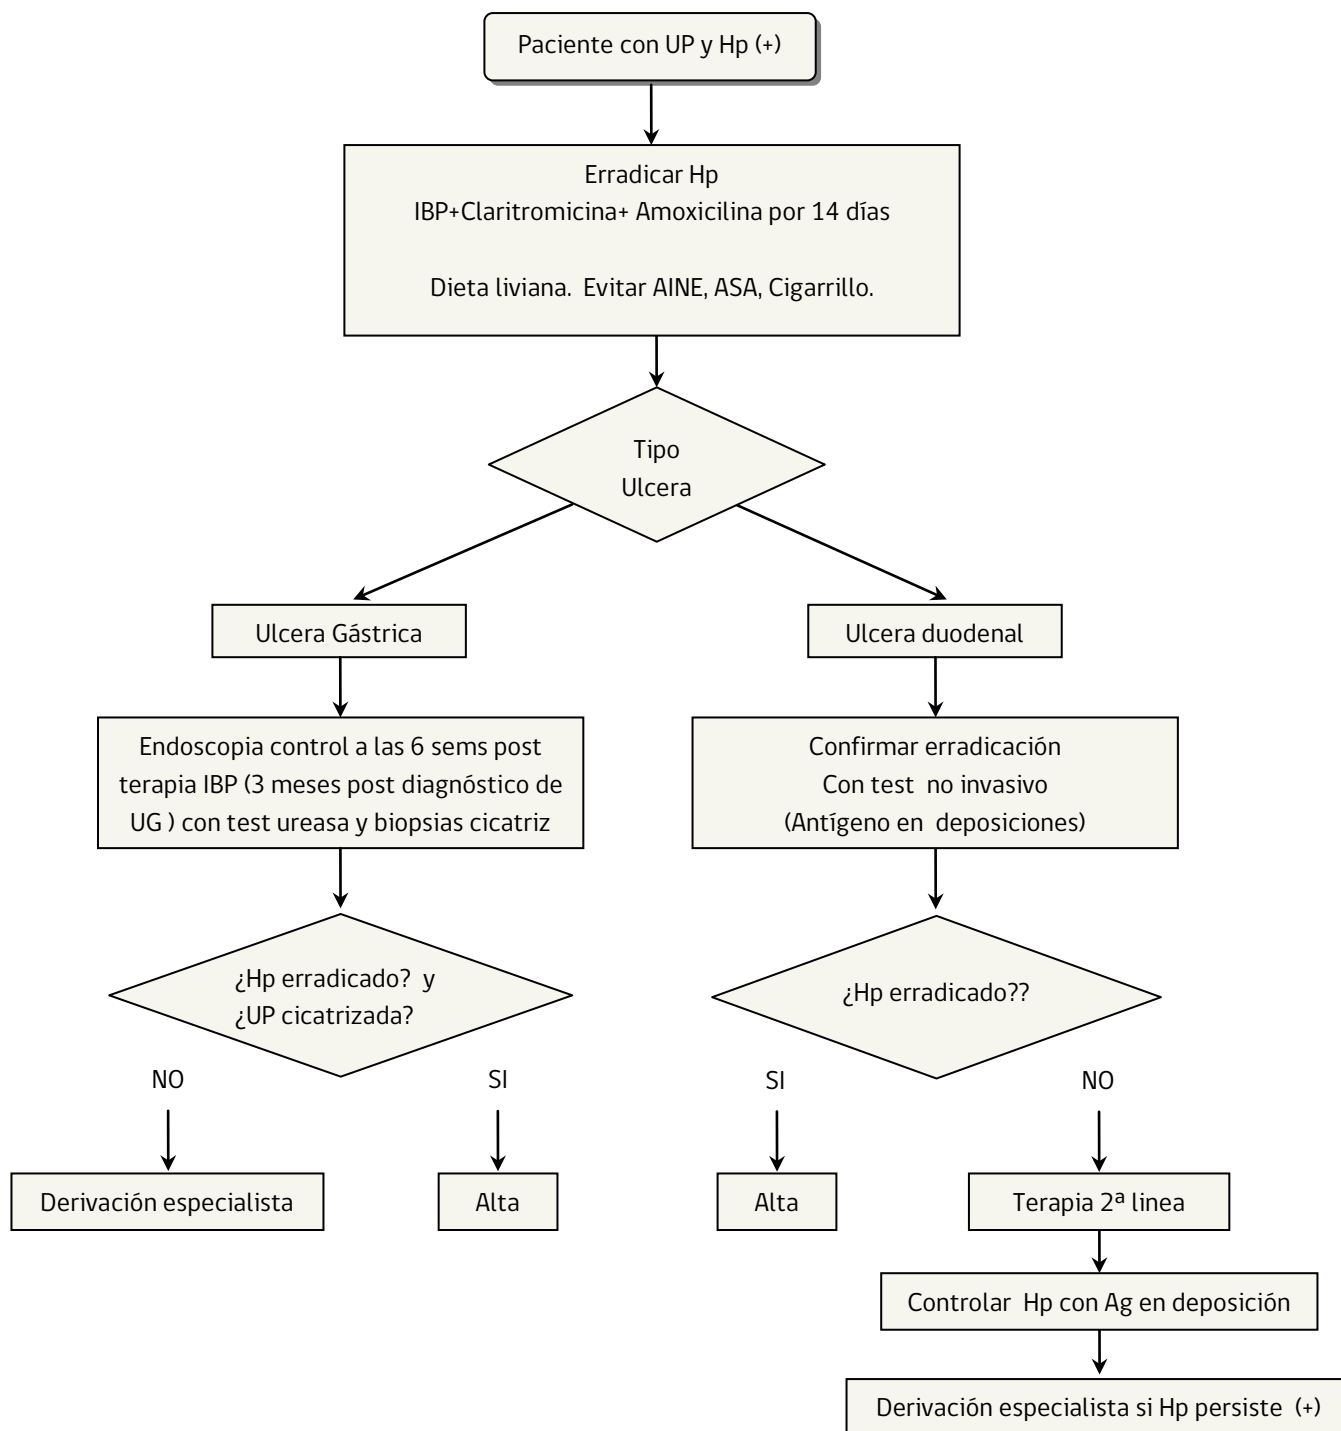 Paciente con UP y Hp (+)
Erradicar Hp
IBP+Claritromicina+ Amoxicilina por 14 días
Dieta liviana. Evitar AINE, ASA, Cigarrillo.
Tipo
Ulcera
Ulcera Gástrica
Ulcera duodenal
Endoscopia control a las 6 sems post
terapia IBP (3 meses post diagnóstico de
UG ) con test ureasa y biopsias cicatriz
Confirmar erradicación
Con test no invasivo
(Antígeno en deposiciones)
¿Hp erradicado? y
¿UP cicatrizada?
¿Hp erradicado??
NO
SI
SI
NO
Derivación especialista
Alta
Alta
Terapia 2ª linea
Controlar Hp con Ag en deposición
Derivación especialista si Hp persiste (+)